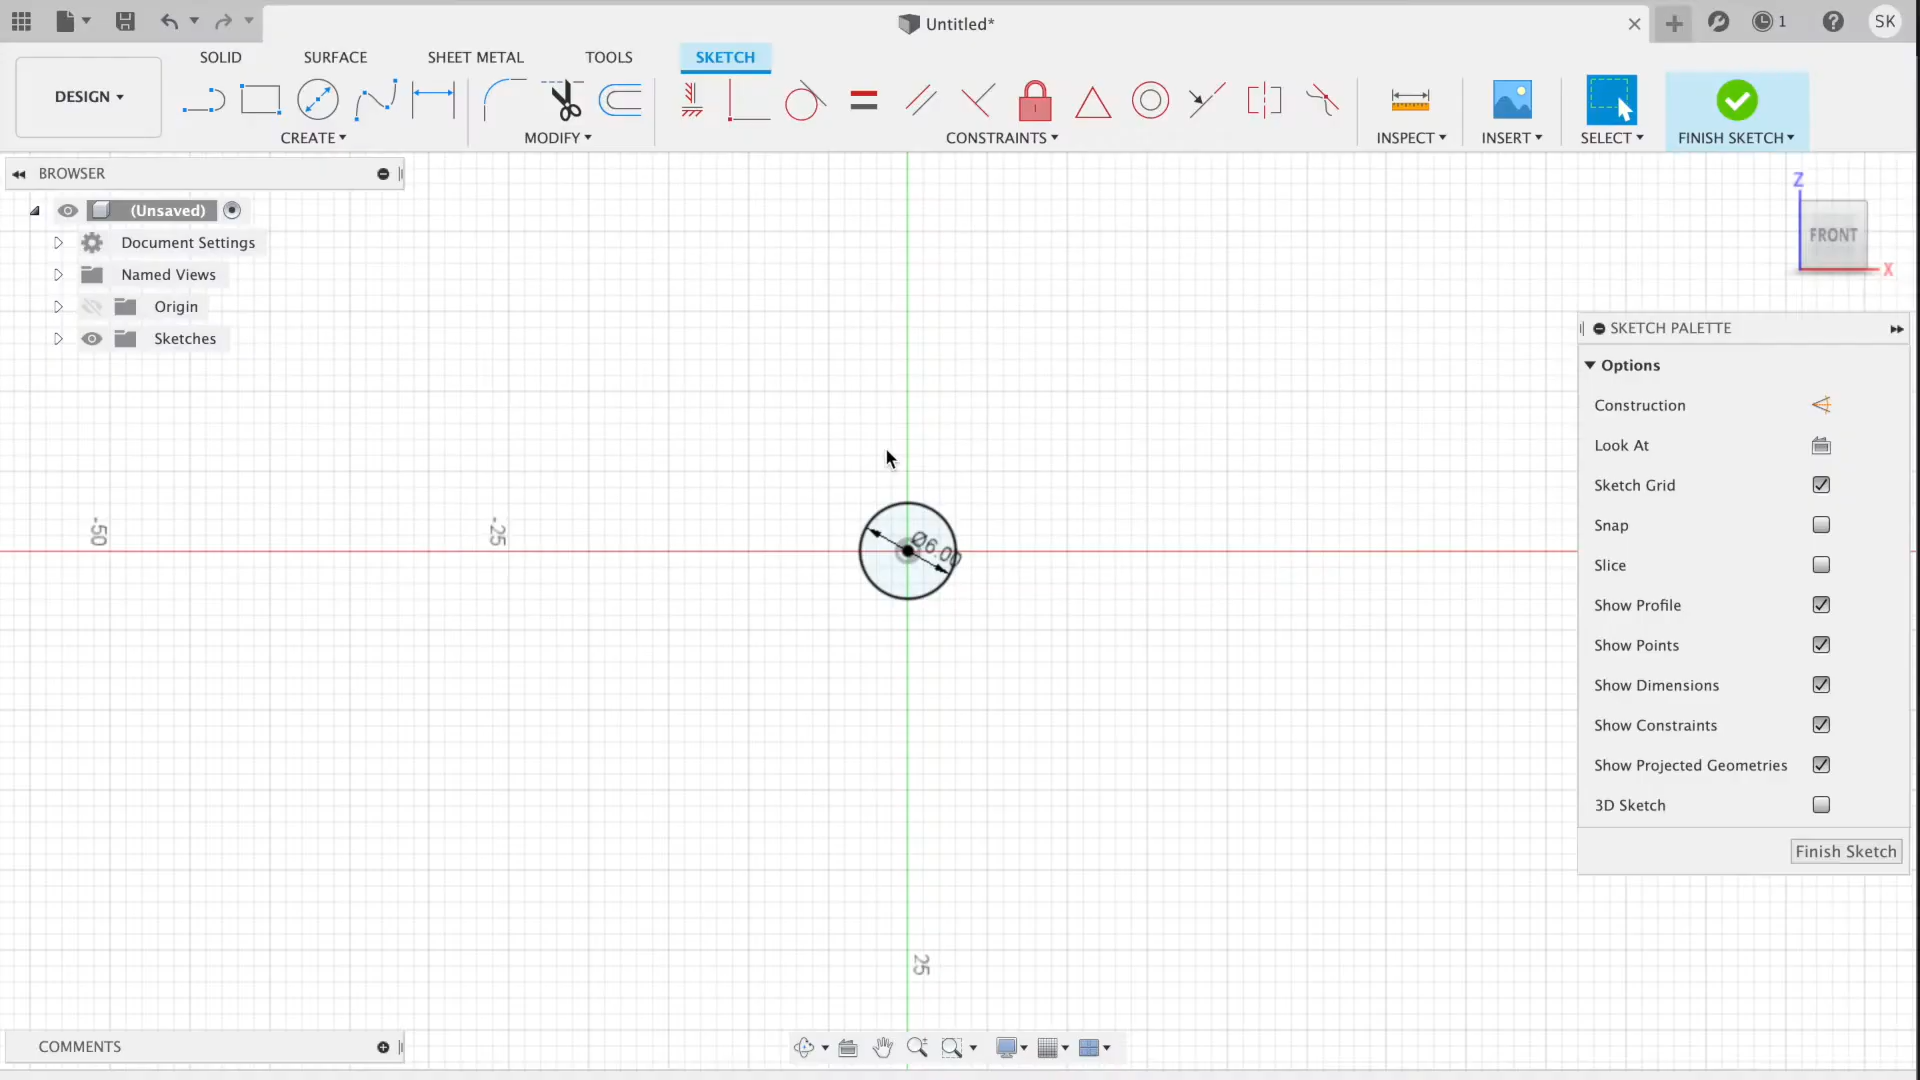 Untitled*
1
SK
SOLID
SURFACE
SHEET METAL
TOOLS
SKETCH
DESIGN
CREATE
MODIFY
CONSTRAINTS
INSPECT
INSERT
SELECT
FINISH SKETCH
BROWSER
(Unsaved)
Document Settings
Named Views
Origin
Sketches
Z
FRONT
X
SKETCH PALETTE
Options
Construction
Look At
Sketch Grid
Snap
Slice
Show Profile
Show Points
Show Dimensions
Show Constraints
Show Projected Geometries
3D Sketch
Finish Sketch
-50
-25
Ø6.00
25
COMMENTS